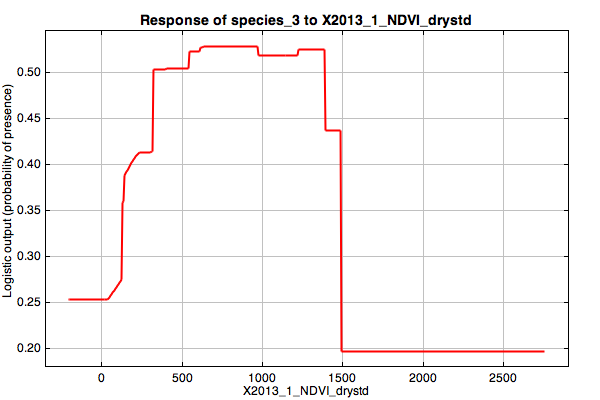 Response of species_3 to X2013_1_NDVI_drystd
Logistic output (probability of presence)
0.50
0.45
0.40
0.35
0.30
0.25
0.20
0 500 1000 1500 2000 2500
X2013_1_NDVI_drystd